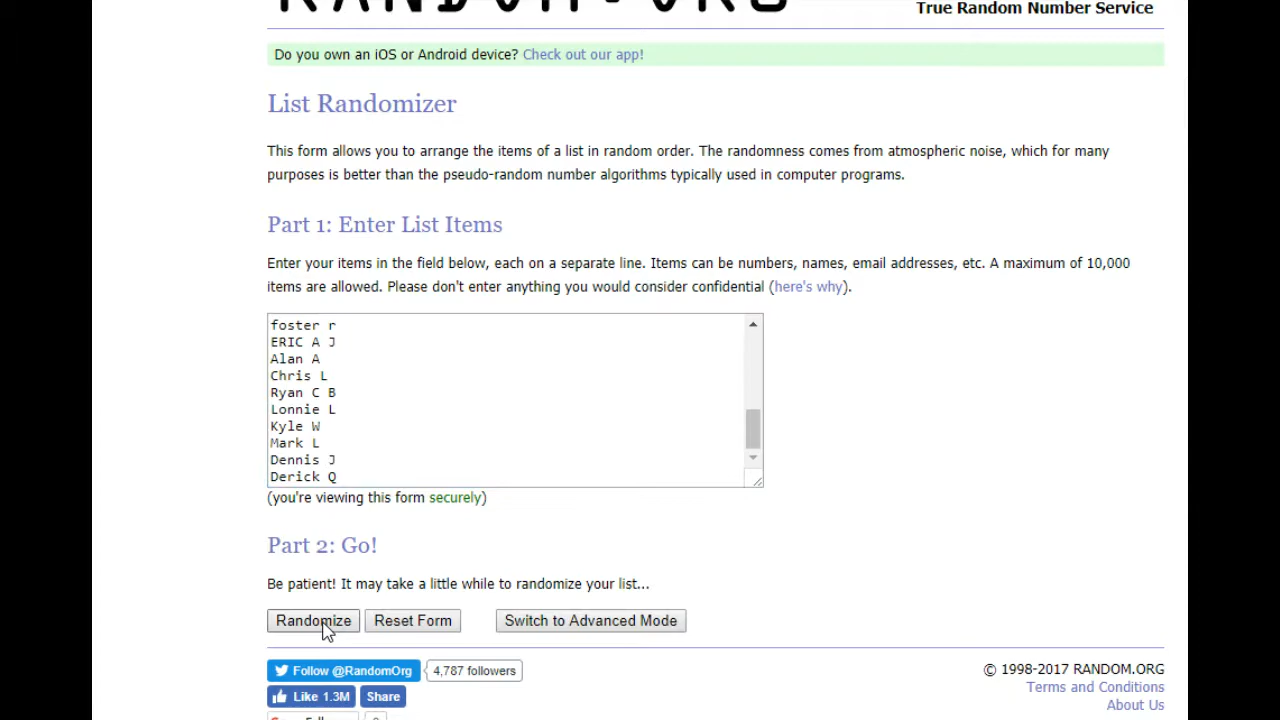 RANDOM.ORG
True Random Number Service
Do you own an iOS or Android device? Check out our app!
List Randomizer
This form allows you to arrange the items of a list in random order. The randomness comes from atmospheric noise, which for many
purposes is better than the pseudo-random number algorithms typically used in computer programs.
Part 1: Enter List Items
Enter your items in the field below, each on a separate line. Items can be numbers, names, email addresses, etc. A maximum of 10,000
items are allowed. Please don't enter anything you would consider confidential (here's why).
foster r
ERIC A J
Alan A
Chris L
Ryan C B
Lonnie L
Kyle W
Mark L
Dennis J
Derick Q
(you're viewing this form securely)
Part 2: Go!
Be patient! It may take a little while to randomize your list...
Randomize Reset Form Switch to Advanced Mode
Follow @RandomOrg 4,787 followers
Like 1.3M Share
© 1998-2017 RANDOM.ORG
Terms and Conditions
About Us